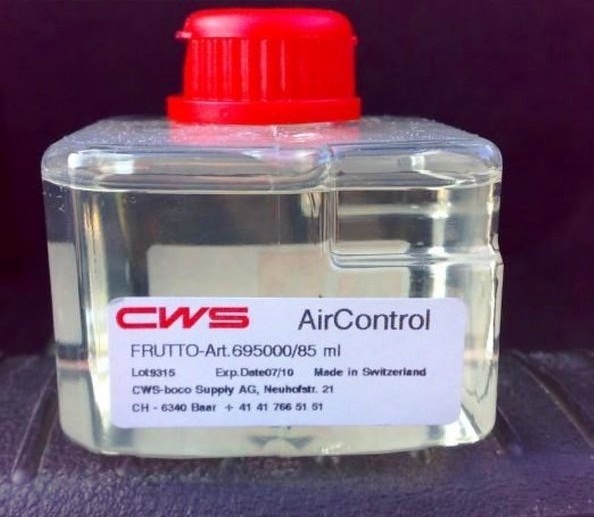 CWS AirControl
FRUTTO-Art.695000/85 ml
Lot9315 Exp.Date07/10 Made in Switzerland
CWS-boco Supply AG, Neuhofstr. 21
CH - 6340 Baar + 41 41 766 51 51